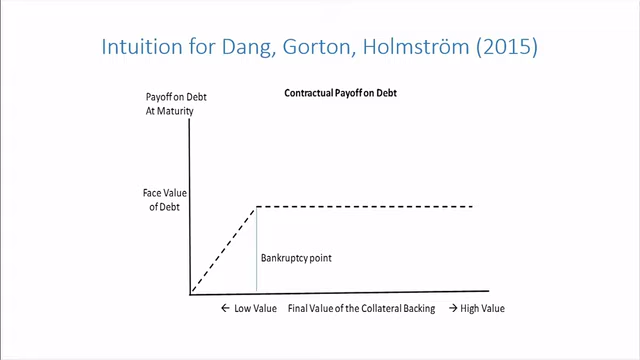 Intuition for Dang, Gorton, Holmström (2015)
Payoff on Debt
At Maturity
Contractual Payoff on Debt
Face Value
of Debt
Bankruptcy point
← Low Value Final Value of the Collateral Backing → High Value